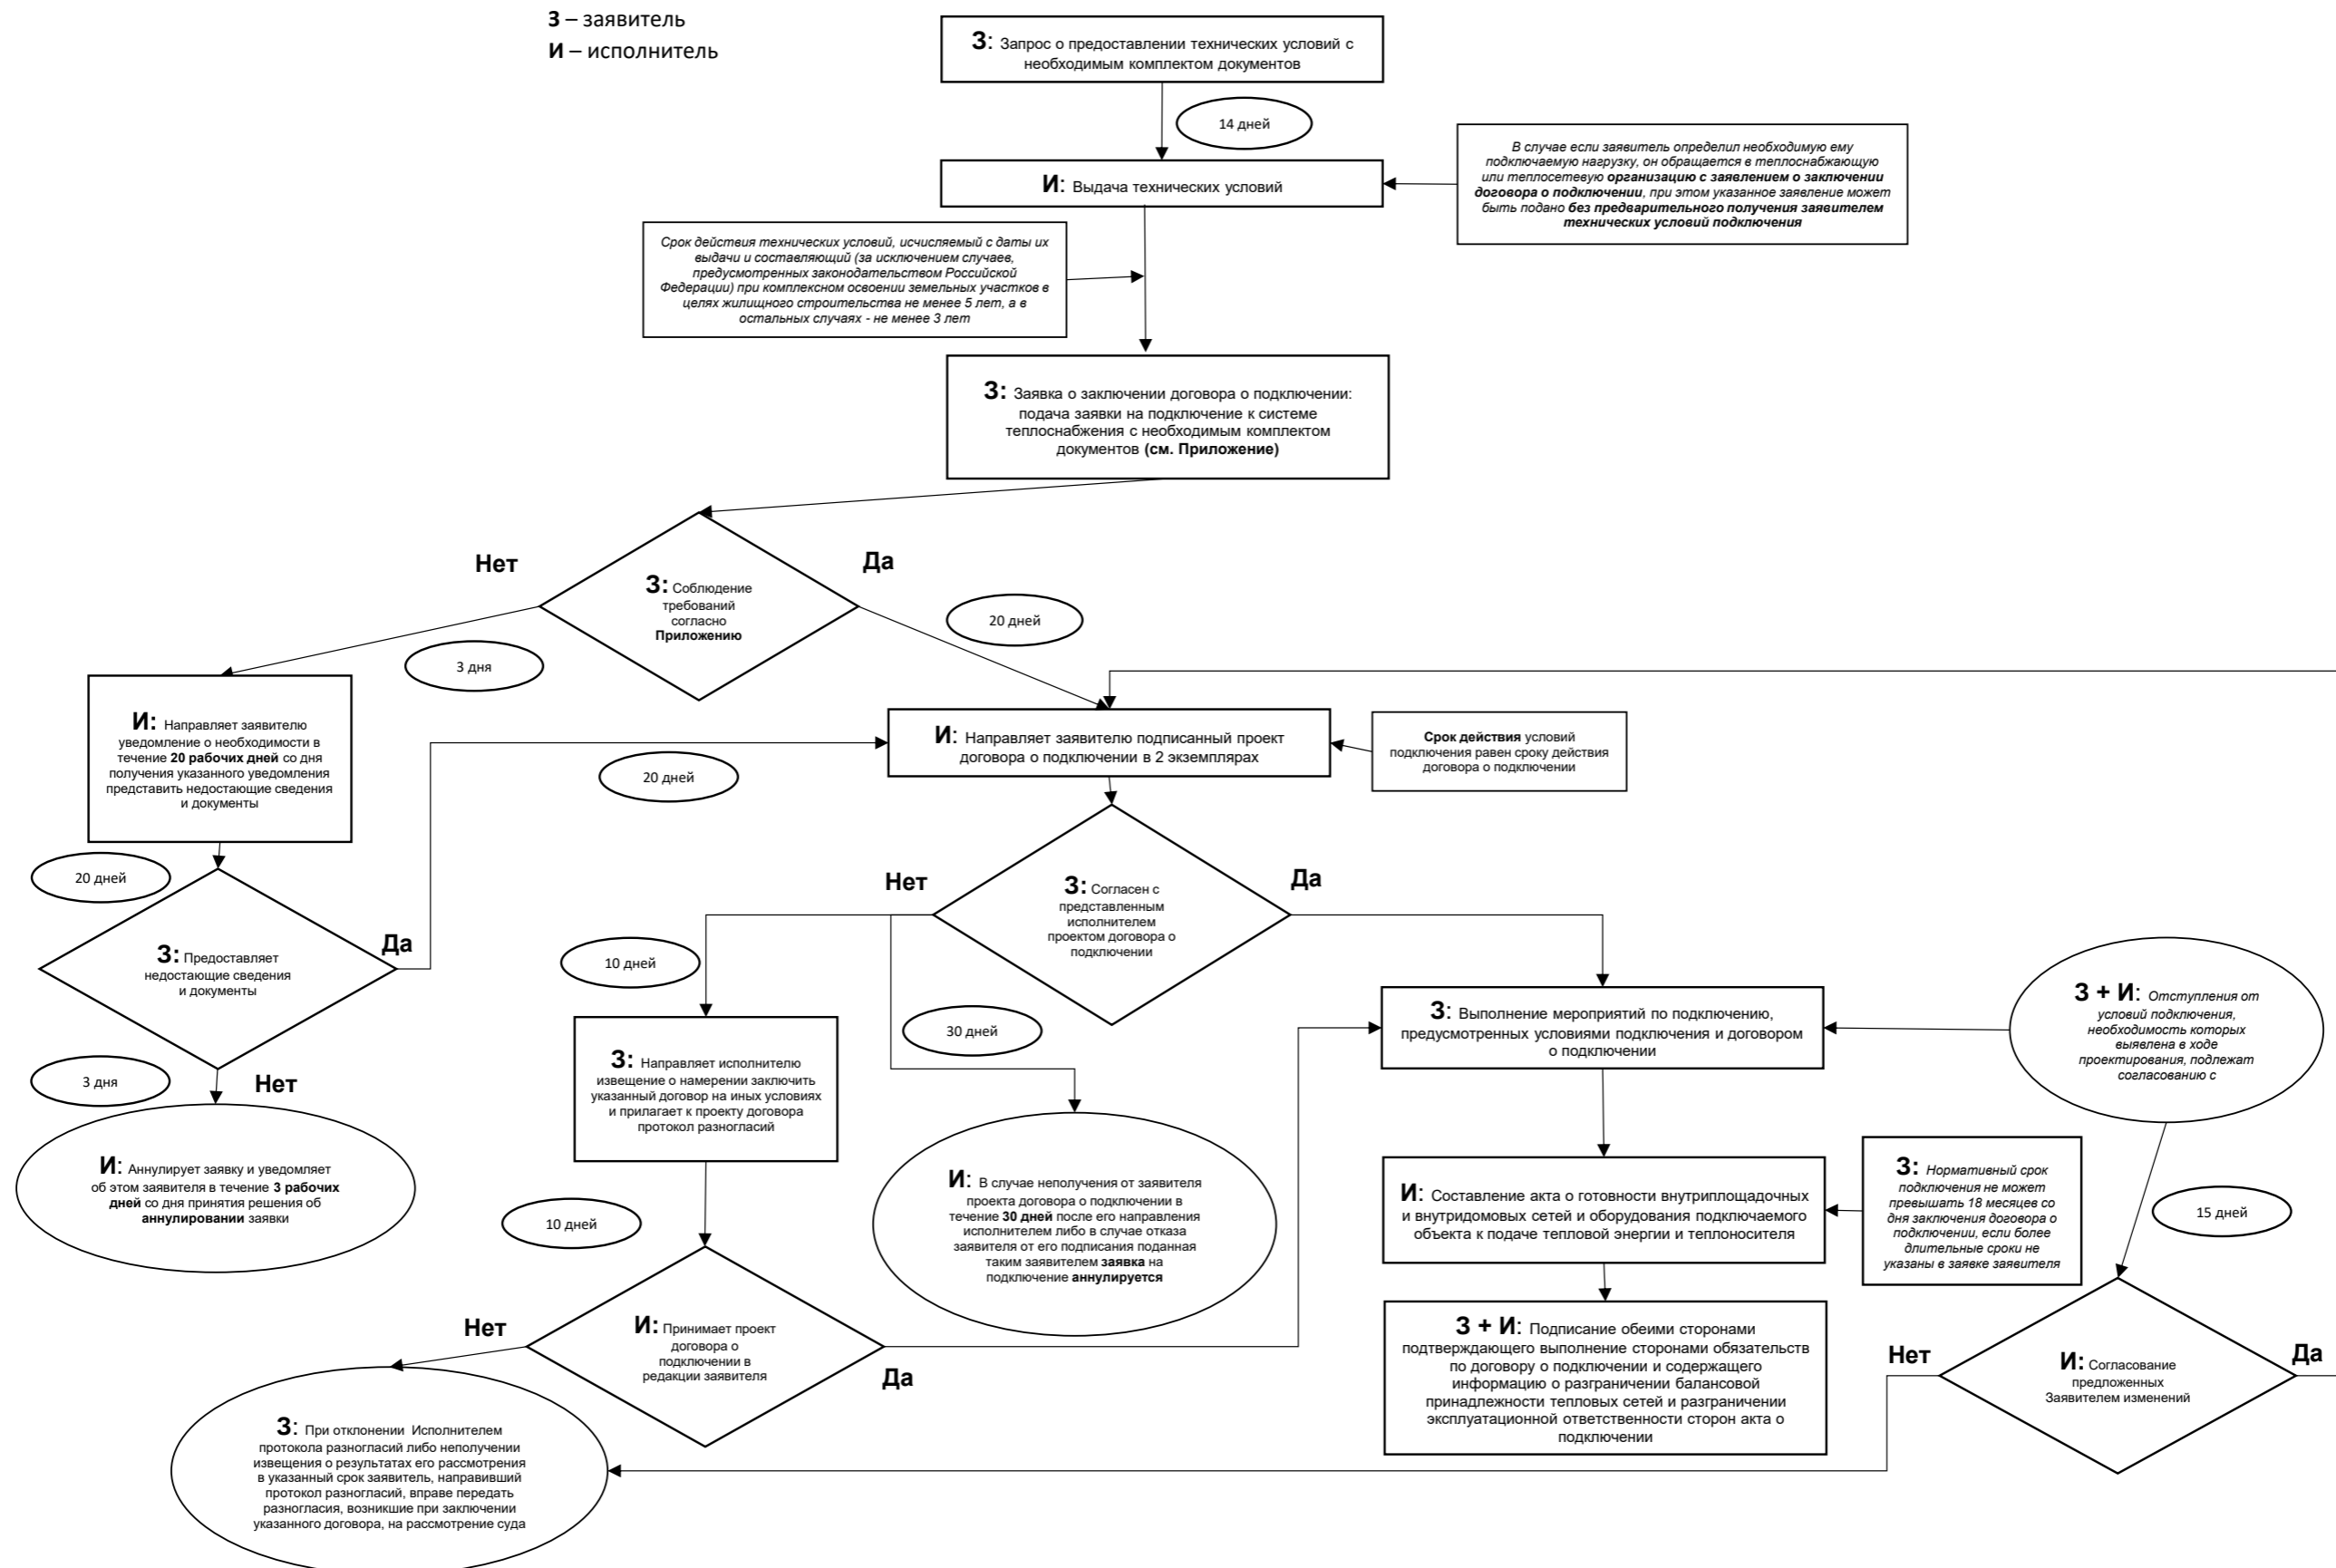 З – заявитель
И – исполнитель
З: Запрос о предоставлении технических условий с
необходимым комплектом документов
14 дней
И: Выдача технических условий
В случае если заявитель определил необходимую ему
подключаемую нагрузку, он обращается в теплоснабжающую
или теплосетевую организацию с заявлением о заключении
договора о подключении, при этом указанное заявление может
быть подано без предварительного получения заявителем
технических условий подключения
Срок действия технических условий, исчисляемый с даты их
выдачи и составляющий (за исключением случаев,
предусмотренных законодательством Российской
Федерации) при комплексном освоении земельных участков в
целях жилищного строительства не менее 5 лет, а в
остальных случаях - не менее 3 лет
З: Заявка о заключении договора о подключении:
подача заявки на подключение к системе
теплоснабжения с необходимым комплектом
документов (см. Приложение)
Нет
Да
З: Соблюдение
требований
согласно
Приложению
20 дней
3 дня
И: Направляет заявителю
уведомление о необходимости в
течение 20 рабочих дней со дня
получения указанного уведомления
представить недостающие сведения
и документы
И: Направляет заявителю подписанный проект
договора о подключении в 2 экземплярах
Срок действия условий
подключения равен сроку действия
договора о подключении
20 дней
20 дней
Нет
Да
З: Согласен с
представленным
исполнителем
проектом договора о
подключении
З: Предоставляет
недостающие сведения
и документы
Да
10 дней
30 дней
З + И: Отступления от
условий подключения,
необходимость которых
выявлена в ходе
проектирования, подлежат
согласованию с
З: Выполнение мероприятий по подключению,
предусмотренных условиями подключения и договором
о подключении
З: Направляет исполнителю
извещение о намерении заключить
указанный договор на иных условиях
и прилагает к проекту договора
протокол разногласий
3 дня
Нет
И: Аннулирует заявку и уведомляет
об этом заявителя в течение 3 рабочих
дней со дня принятия решения об
аннулировании заявки
И: В случае неполучения от заявителя
проекта договора о подключении в
течение 30 дней после его направления
исполнителем либо в случае отказа
заявителя от его подписания поданная
таким заявителем заявка на
подключение аннулируется
И: Составление акта о готовности внутриплощадочных
и внутридомовых сетей и оборудования подключаемого
объекта к подаче тепловой энергии и теплоносителя
З: Нормативный срок
подключения не может
превышать 18 месяцев со
дня заключения договора о
подключении, если более
длительные сроки не
указаны в заявке заявителя
15 дней
10 дней
Нет
И: Принимает проект
договора о
подключении в
редакции заявителя
Да
З + И: Подписание обеими сторонами
подтверждающего выполнение сторонами обязательств
по договору о подключении и содержащего
информацию о разграничении балансовой
принадлежности тепловых сетей и разграничении
эксплуатационной ответственности сторон акта о
подключении
Нет
И: Согласование
предложенных
Заявителем изменений
Да
З: При отклонении Исполнителем
протокола разногласий либо неполучении
извещения о результатах его рассмотрения
в указанный срок заявитель, направивший
протокол разногласий, вправе передать
разногласия, возникшие при заключении
указанного договора, на рассмотрение суда